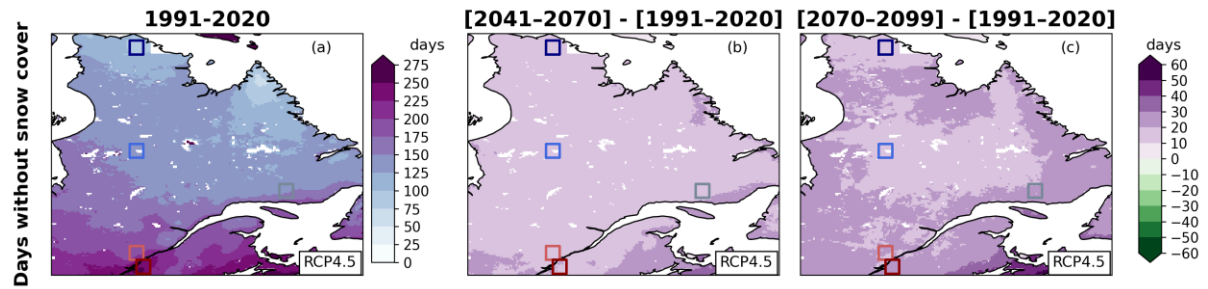 1991-2020
[2041–2070] - [1991–2020]
[2070–2099] - [1991–2020]
Days without snow cover
(a)
RCP4.5
days
275
250
225
200
175
150
125
100
75
50
25
0
(b)
RCP4.5
(c)
RCP4.5
days
60
50
40
30
20
10
0
−10
−20
−30
−40
−50
−60